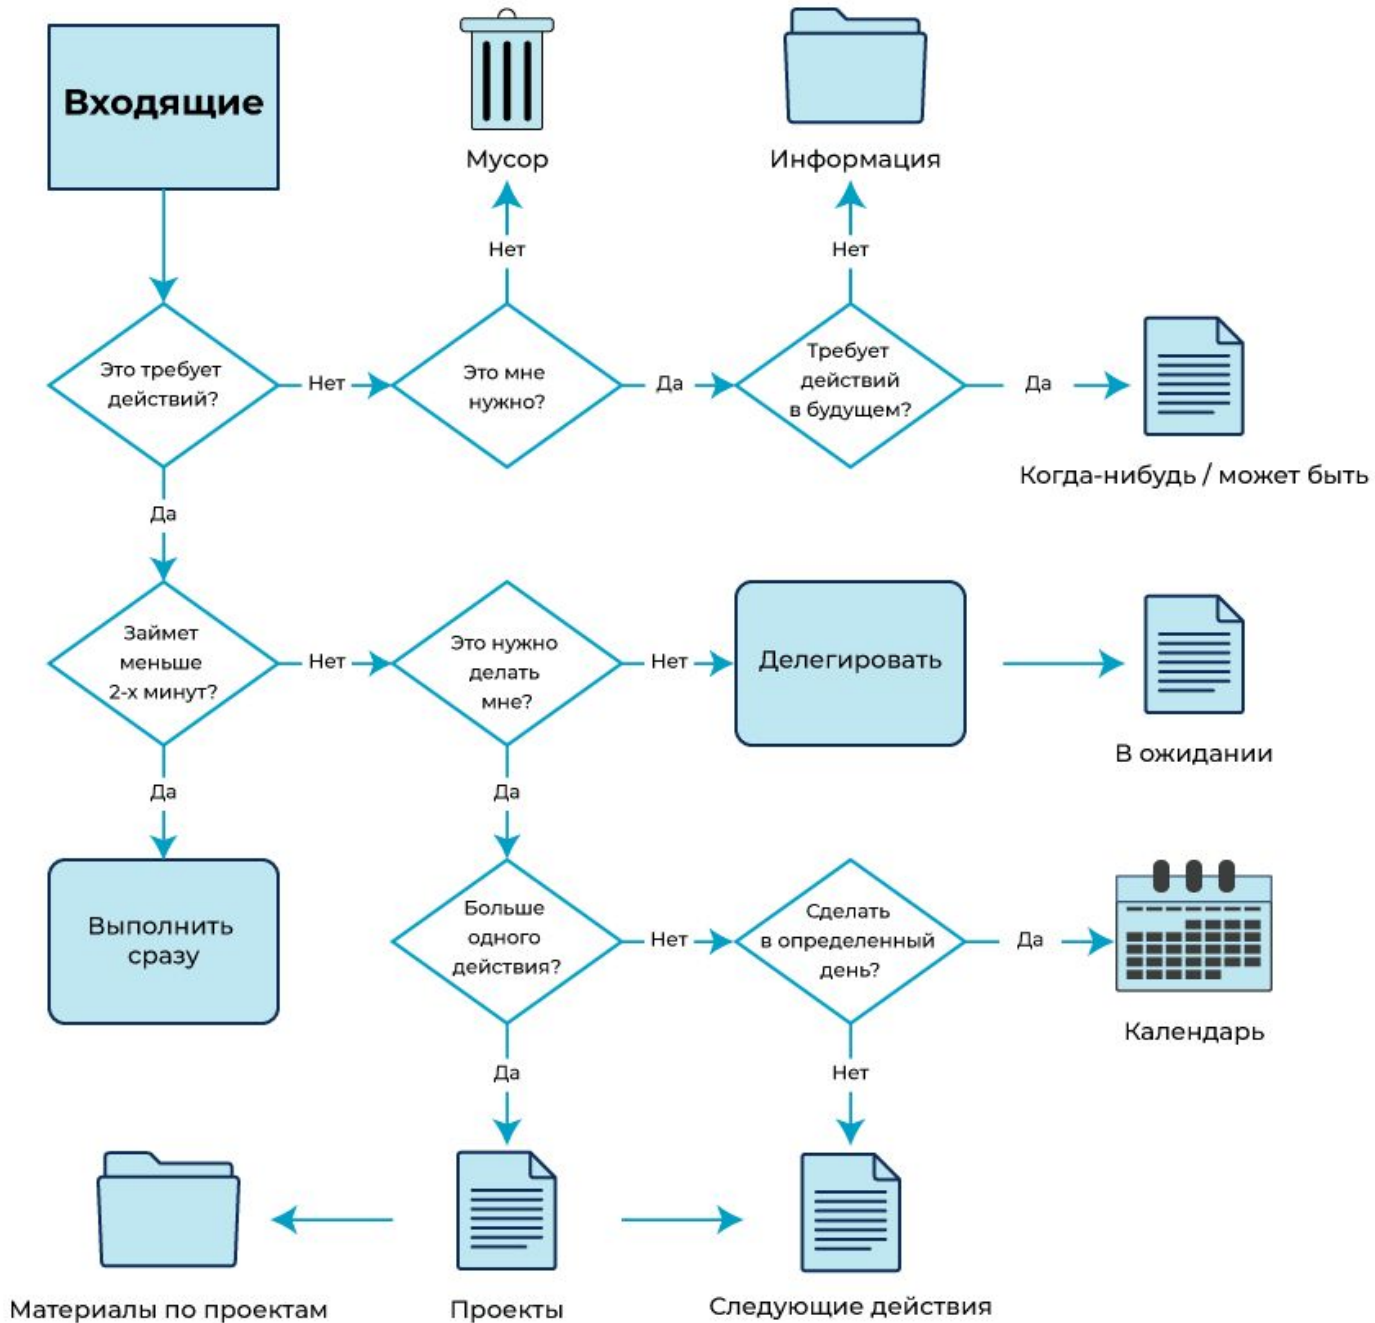 Входящие
Мусор
Информация
Нет
Нет
Это требует
действий?
Нет
Это мне
нужно?
Да
Требует
действий
в будущем?
Да
Когда-нибудь / может быть
Да
Займет
меньше
2-х минут?
Нет
Это нужно
делать
мне?
Нет
Делегировать
В ожидании
Да
Да
Выполнить
сразу
Больше
одного
действия?
Нет
Сделать
в определенный
день?
Да
Календарь
Да
Нет
Материалы по проектам
Проекты
Следующие действия